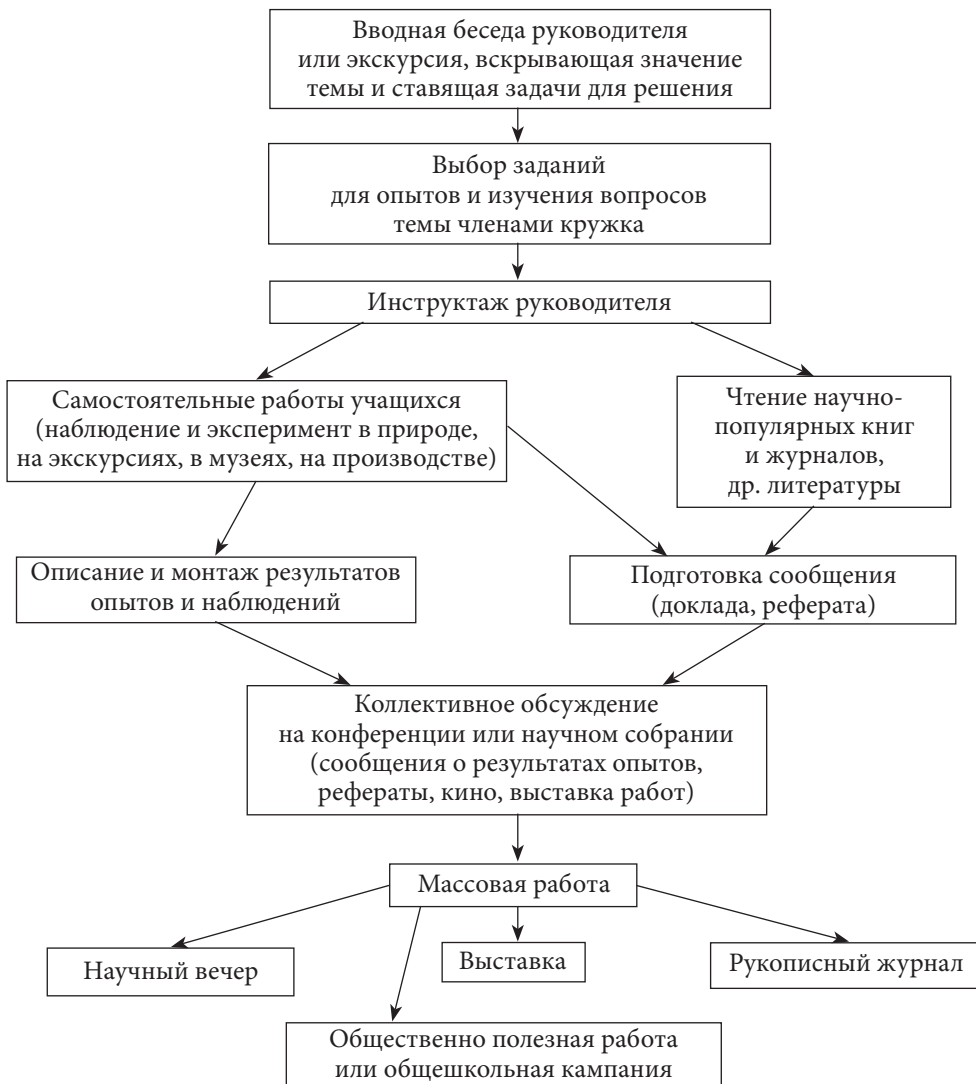 Вводная беседа руководителя
или экскурсия, вскрывающая значение
темы и ставящая задачи для решения
Выбор заданий
для опытов и изучения вопросов
темы членами кружка
Инструктаж руководителя
Самостоятельные работы учащихся
(наблюдение и эксперимент в природе,
на экскурсиях, в музеях, на производстве)
Чтение научно-
популярных книг
и журналов,
др. литературы
Описание и монтаж результатов
опытов и наблюдений
Подготовка сообщения
(доклада, реферата)
Коллективное обсуждение
на конференции или научном собрании
(сообщения о результатах опытов,
рефераты, кино, выставка работ)
Массовая работа
Научный вечер
Выставка
Рукописный журнал
Общественно полезная работа
или общешкольная кампания